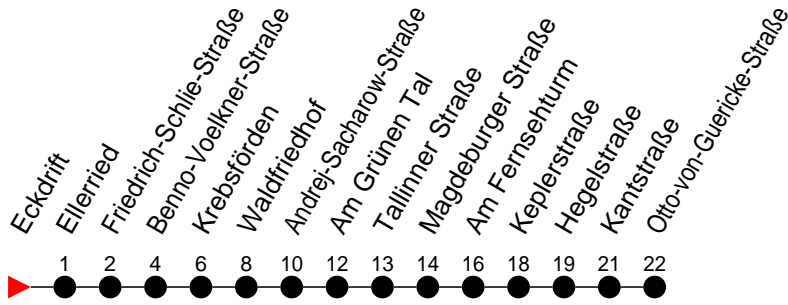 Eckdrift
Ellerried
Friedrich-Schlie-Straße
Benno-Voelkner-Straße
Krebsförden
Waldfriedhof
Andrej-Sacharow-Straße
Am Grünen Tal
Tallinner Straße
Magdeburger Straße
Am Fernsehturm
Keplerstraße
Hegelstraße
Kantstraße
Otto-von-Guericke-Straße
1 2 4 6 8 10 12 13 14 16 18 19 21 22